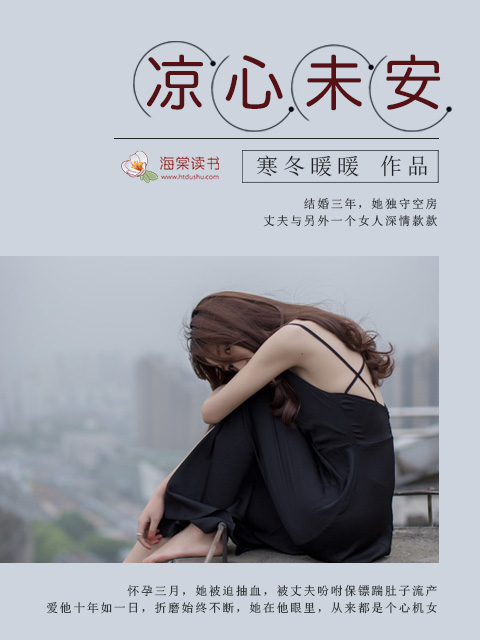 凉心未安
海棠读书
www.htdushu.com
寒冬暖暖 作品
结婚三年，她独守空房
丈夫与另外一个女人深情款款
怀孕三月，她被迫抽血，被丈夫吩咐保镖踹肚子流产
爱他十年如一日，折磨始终不断，她在他眼里，从来都是个心机女